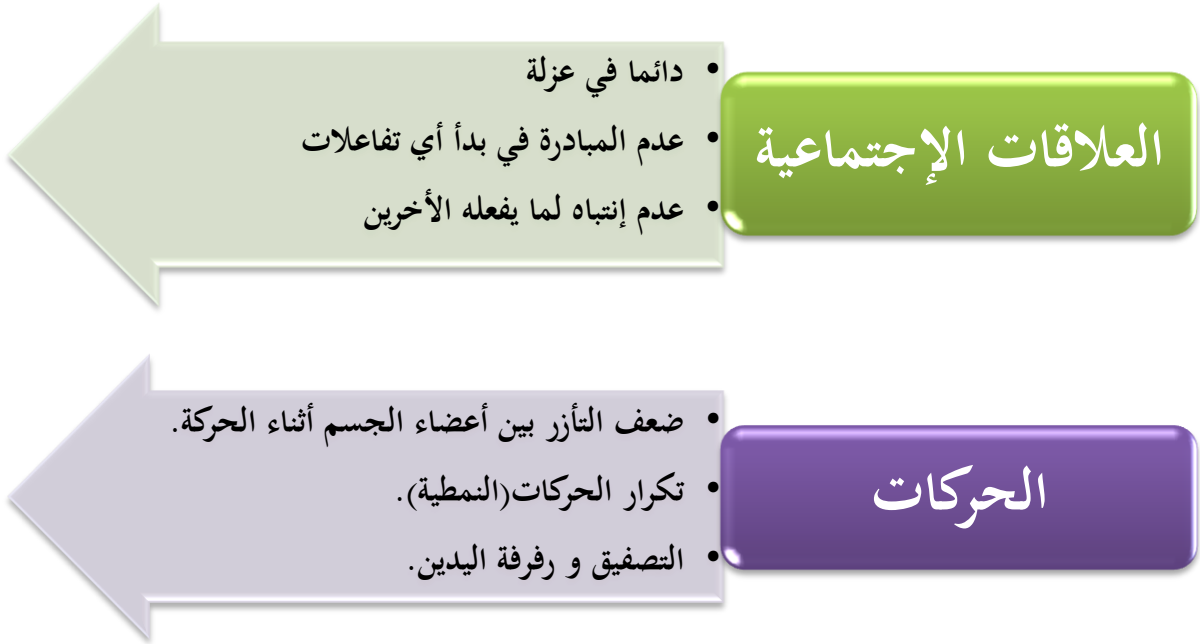 العلاقات الإجتماعية
• دائما في عزلة
• عدم المبادرة في بدأ أي تفاعلات
• عدم إنتباه لما يفعله الأخرين
الحركات
• ضعف التأزر بين أعضاء الجسم أثناء الحركة.
• تكرار الحركات(النمطية).
• التصفيق و رفرفة اليدين.